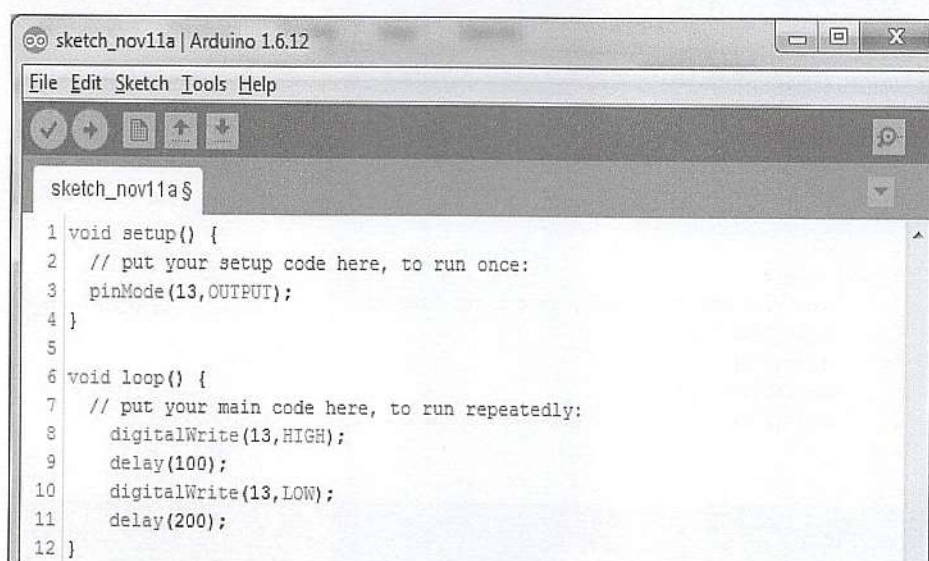 sketch_nov11a | Arduino 1.6.12
File Edit Sketch Tools Help
sketch_nov11a §
1 void setup() {
2 // put your setup code here, to run once:
3 pinMode(13,OUTPUT);
4 }
5
6 void loop() {
7 // put your main code here, to run repeatedly:
8 digitalWrite(13,HIGH);
9 delay(100);
10 digitalWrite(13,LOW);
11 delay(200);
12 }